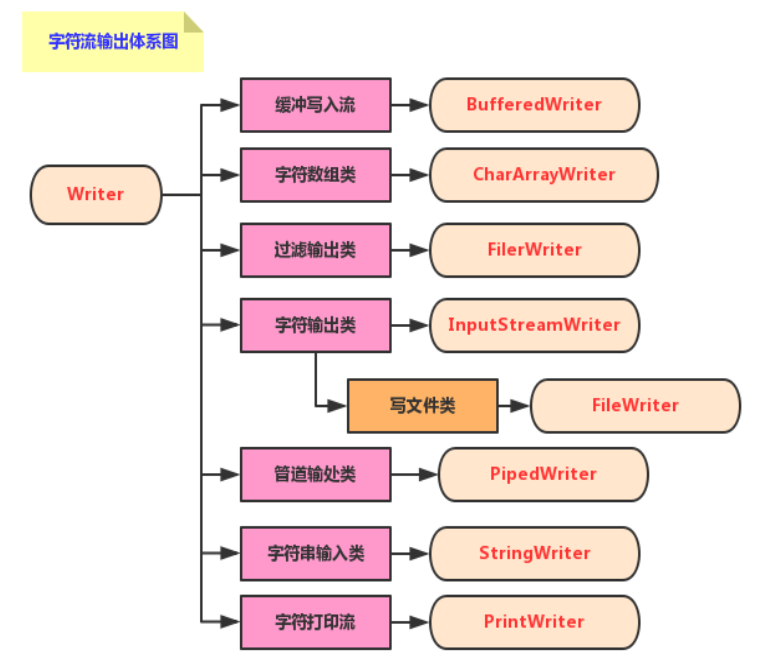 字符流输出体系图
缓冲写入流
BufferedWriter
字符数组类
CharArrayWriter
Writer
过滤输出类
FilerWriter
字符输出类
InputStreamWriter
写文件类
FileWriter
管道输处类
PipedWriter
字符串输入类
StringWriter
字符打印流
PrintWriter